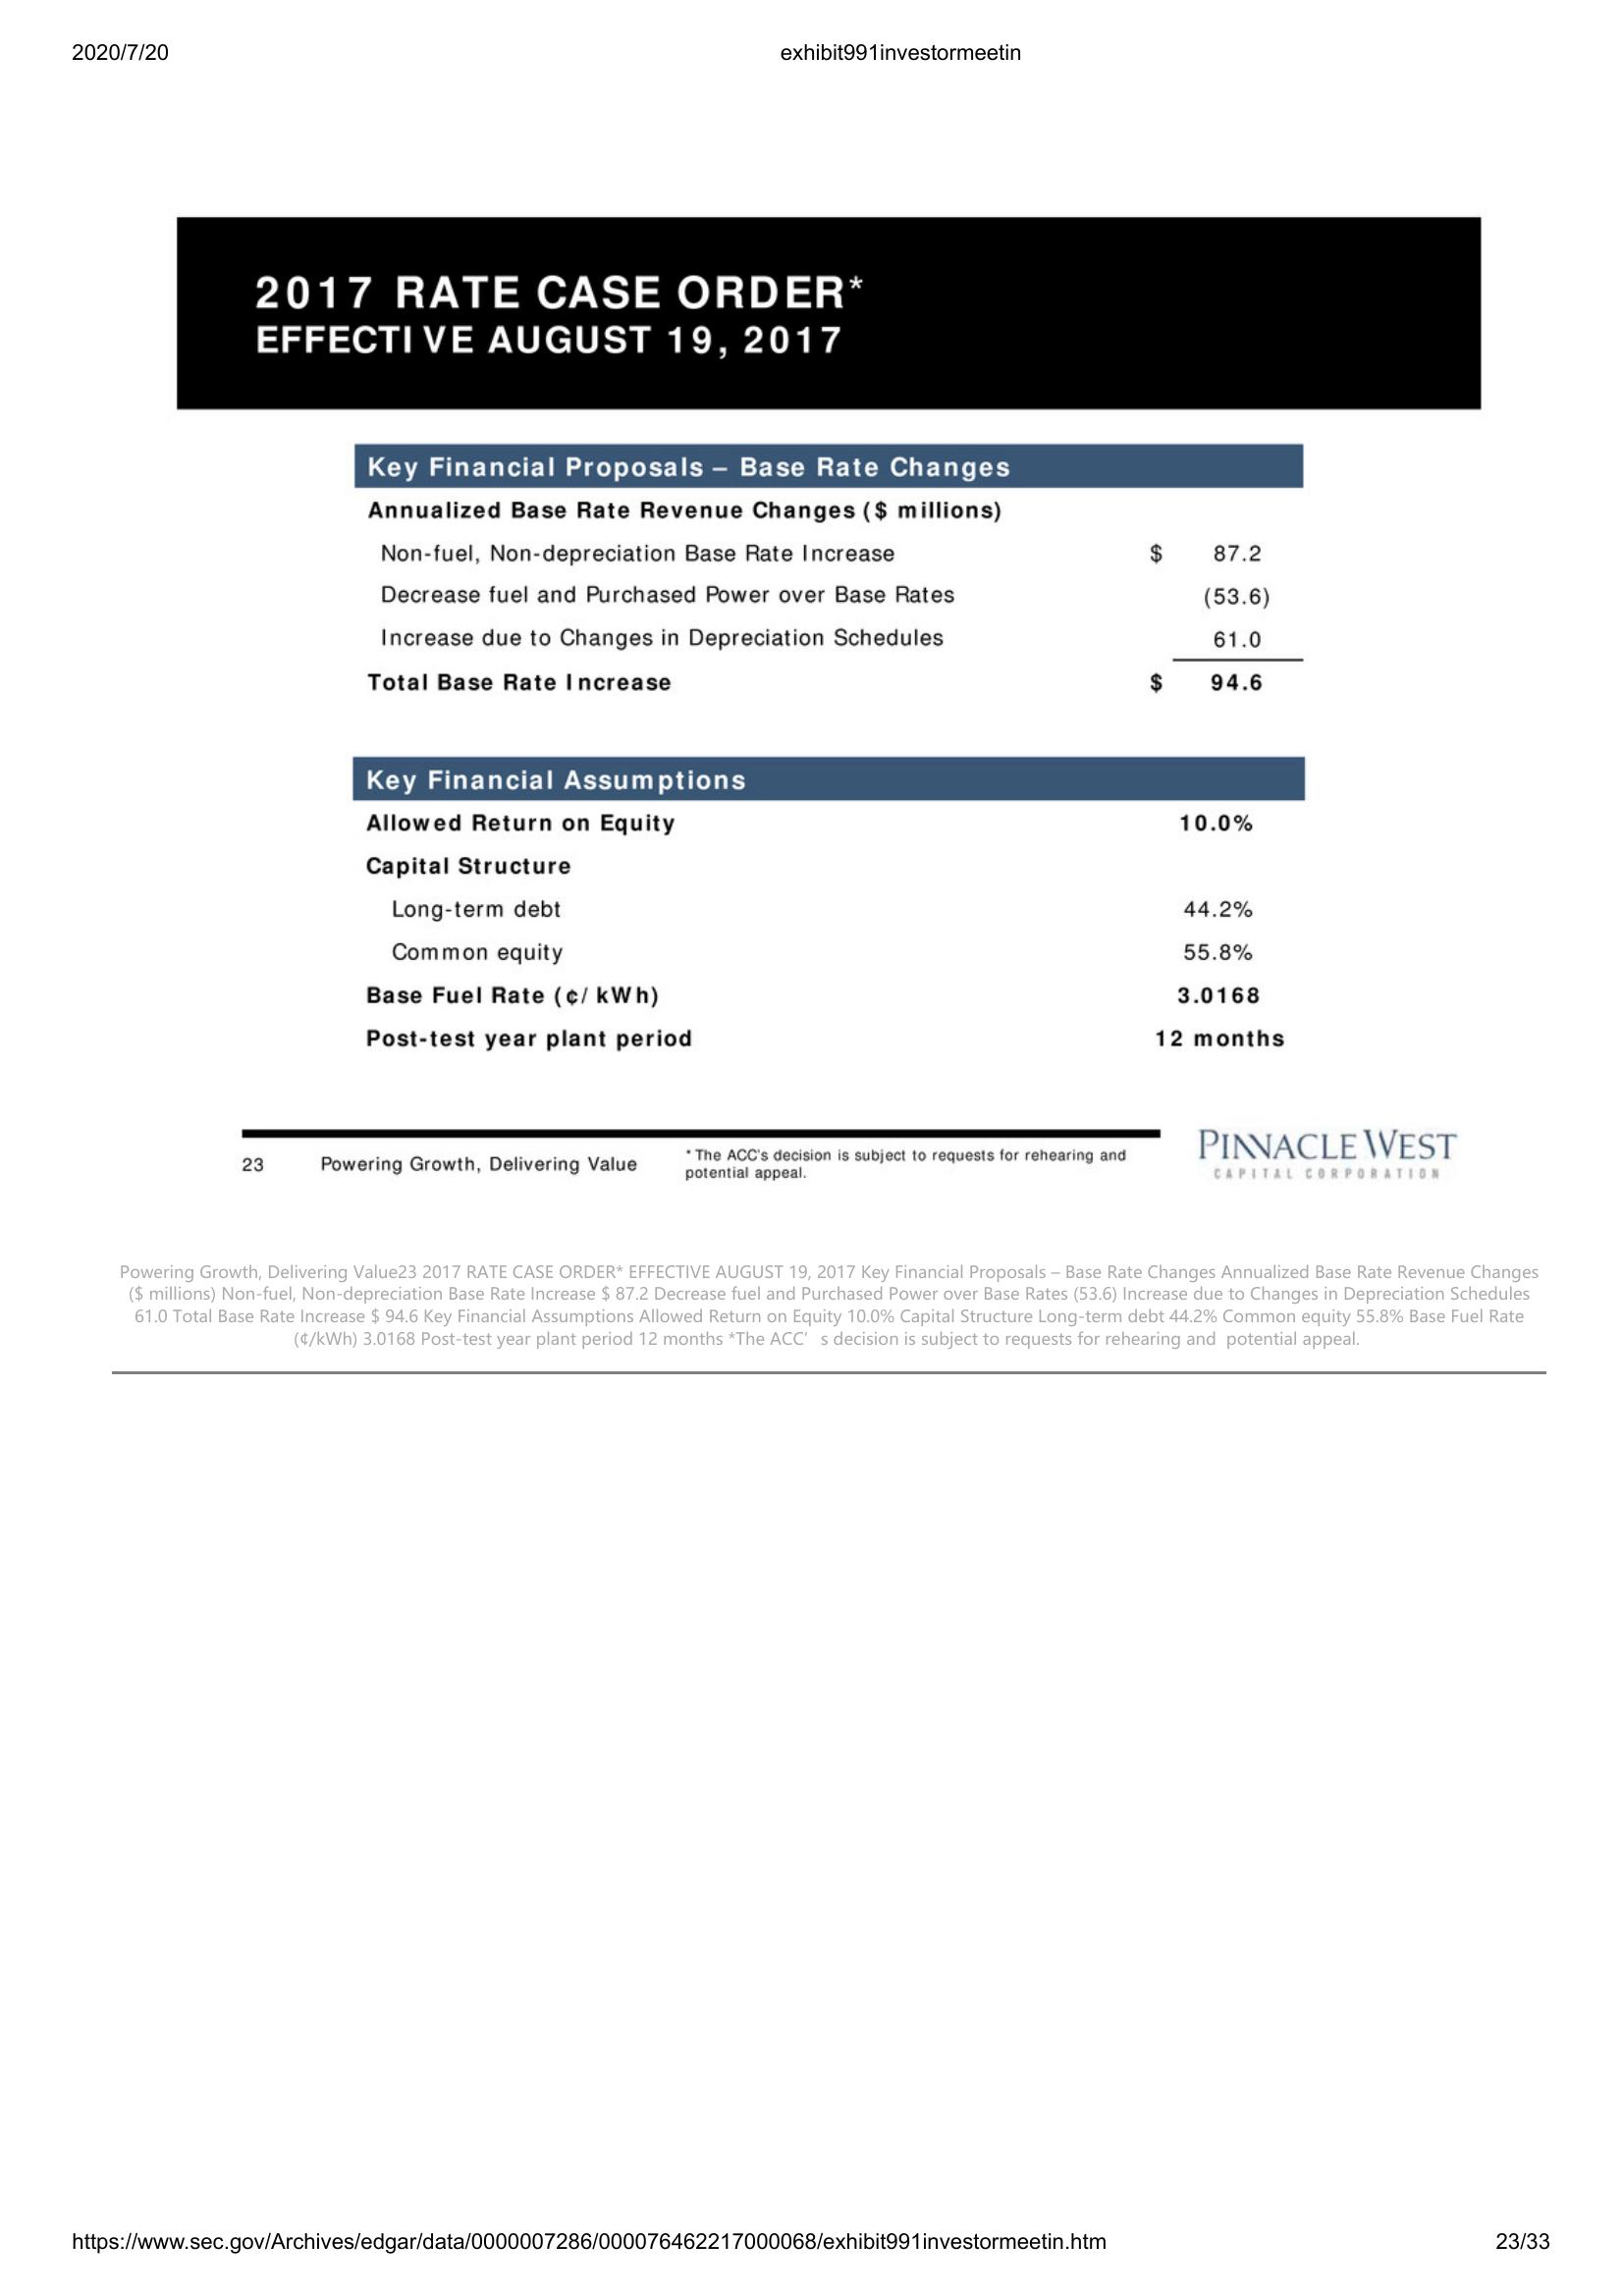 2020/7/20 exhibit991investormeetin
2017 RATE CASE ORDER*
EFFECTIVE AUGUST 19, 2017
Key Financial Proposals – Base Rate Changes
Annualized Base Rate Revenue Changes ($ millions)
Non-fuel, Non-depreciation Base Rate Increase $ 87.2
Decrease fuel and Purchased Power over Base Rates (53.6)
Increase due to Changes in Depreciation Schedules 61.0
Total Base Rate Increase $ 94.6
Key Financial Assumptions
Allowed Return on Equity 10.0%
Capital Structure
Long-term debt 44.2%
Common equity 55.8%
Base Fuel Rate (¢/kWh) 3.0168
Post-test year plant period 12 months
23 Powering Growth, Delivering Value
*The ACC's decision is subject to requests for rehearing and
potential appeal.
PINNACLE WEST
CAPITAL CORPORATION
Powering Growth, Delivering Value23 2017 RATE CASE ORDER* EFFECTIVE AUGUST 19, 2017 Key Financial Proposals – Base Rate Changes Annualized Base Rate Revenue Changes
($ millions) Non-fuel, Non-depreciation Base Rate Increase $ 87.2 Decrease fuel and Purchased Power over Base Rates (53.6) Increase due to Changes in Depreciation Schedules
61.0 Total Base Rate Increase $ 94.6 Key Financial Assumptions Allowed Return on Equity 10.0% Capital Structure Long-term debt 44.2% Common equity 55.8% Base Fuel Rate
(¢/kWh) 3.0168 Post-test year plant period 12 months *The ACC’s decision is subject to requests for rehearing and potential appeal.
https://www.sec.gov/Archives/edgar/data/0000007286/000076462217000068/exhibit991investormeetin.htm 23/33